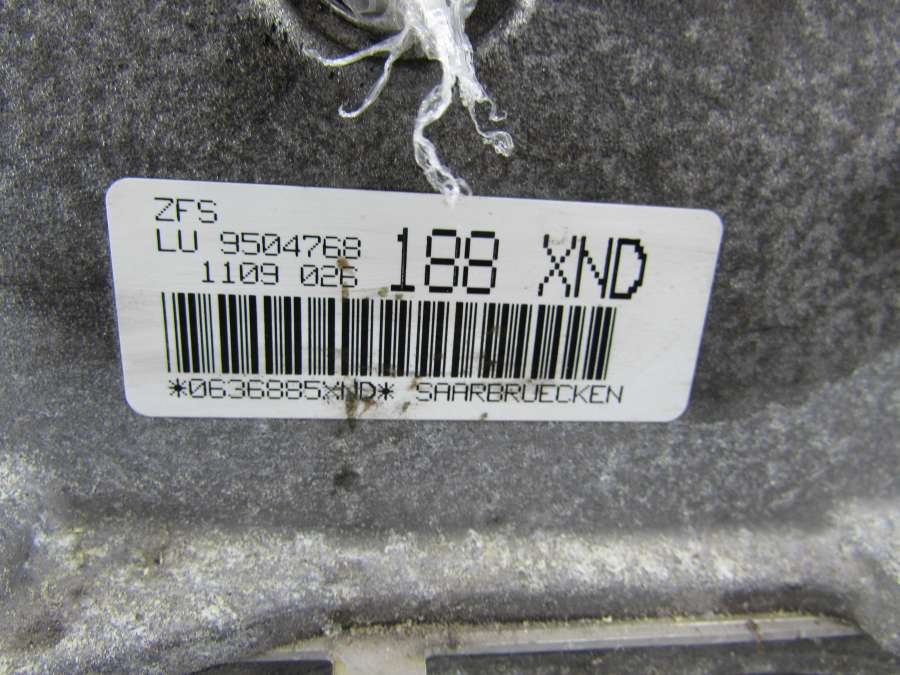 ZFS
LU 9504768 188 XND
1109 026
*0636885XND* SAARBRUECKEN